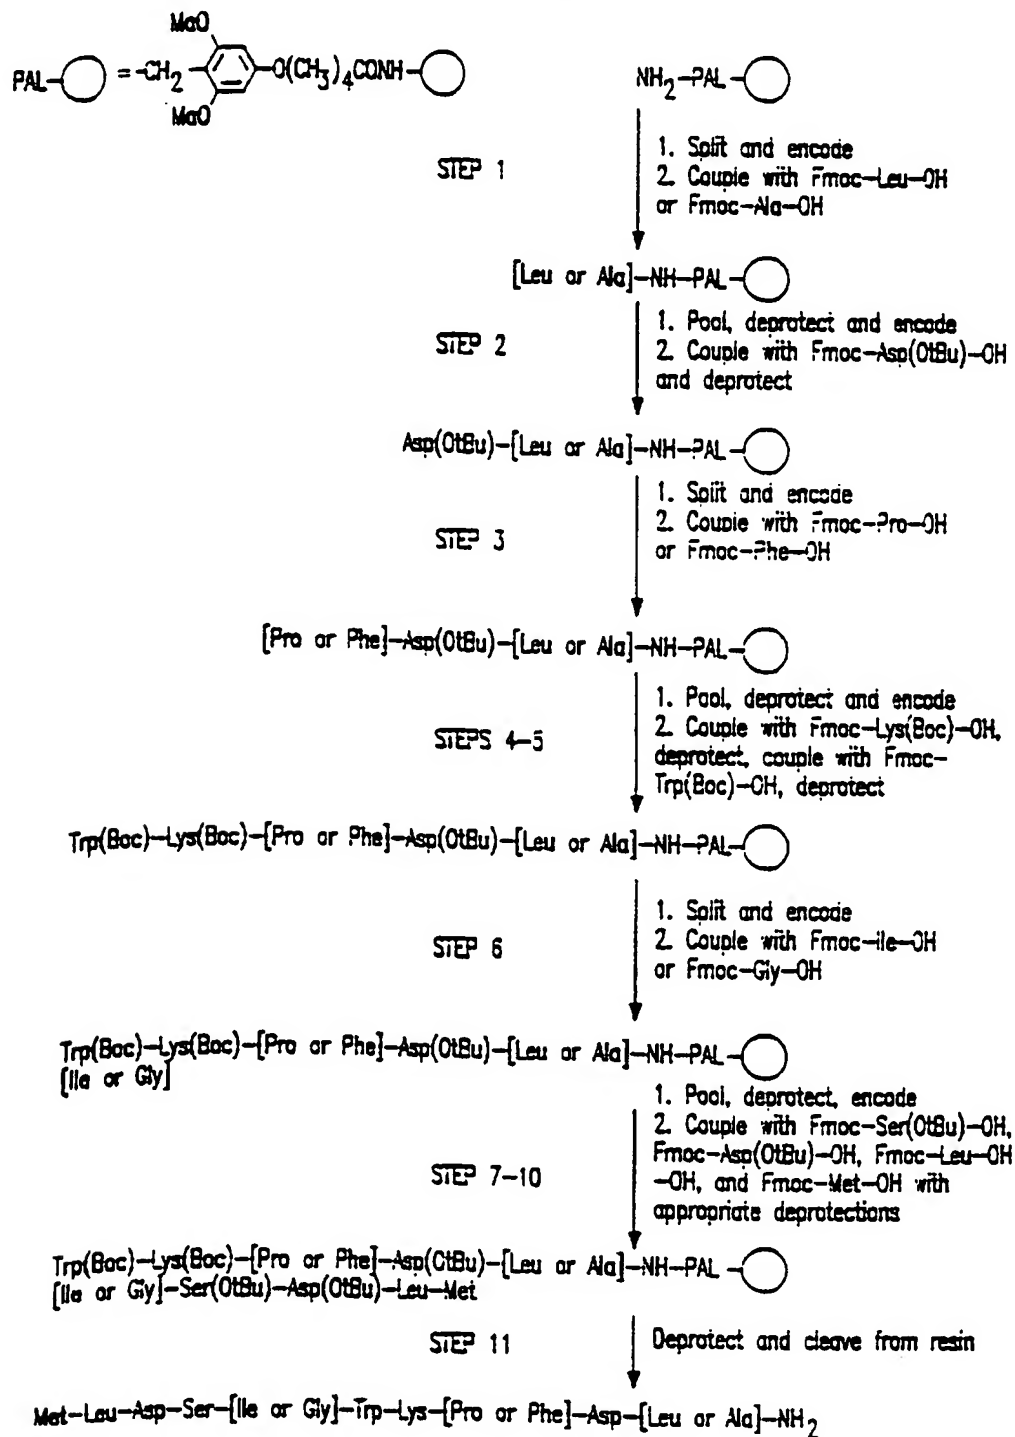 MaO
PAL- =-CH2- -O(CH3)4CONH-
MaO
NH2-PAL-
STEP 1
1. Split and encode
2. Couple with Fmoc-Leu-OH
or Fmoc-Ala-OH
[Leu or Ala]-NH-PAL-
STEP 2
1. Pool, deprotect and encode
2. Couple with Fmoc-Asp(OtBu)-OH
and deprotect
Asp(OtBu)-[Leu or Ala]-NH-PAL-
STEP 3
1. Split and encode
2. Couple with Fmoc-Pro-OH
or Fmoc-Phe-OH
[Pro or Phe]-Asp(OtBu)-[Leu or Ala]-NH-PAL-
STEPS 4-5
1. Pool, deprotect and encode
2. Couple with Fmoc-Lys(Boc)-OH,
deprotect, couple with Fmoc-
Trp(Boc)-OH, deprotect
Trp(Boc)-Lys(Boc)-[Pro or Phe]-Asp(OtBu)-[Leu or Ala]-NH-PAL-
STEP 6
1. Split and encode
2. Couple with Fmoc-Ile-OH
or Fmoc-Gly-OH
Trp(Boc)-Lys(Boc)-[Pro or Phe]-Asp(OtBu)-[Leu or Ala]-NH-PAL-
[Ile or Gly]
STEP 7-10
1. Pool, deprotect, encode
2. Couple with Fmoc-Ser(OtBu)-OH,
Fmoc-Asp(OtBu)-OH, Fmoc-Leu-OH
-OH, and Fmoc-Met-OH with
appropriate deprotections
Trp(Boc)-Lys(Boc)-[Pro or Phe]-Asp(OtBu)-[Leu or Ala]-NH-PAL-
[Ile or Gly]-Ser(OtBu)-Asp(OtBu)-Leu-Met
STEP 11
Deprotect and cleave from resin
Met-Leu-Asp-Ser-[Ile or Gly]-Trp-Lys-[Pro or Phe]-Asp-[Leu or Ala]-NH2